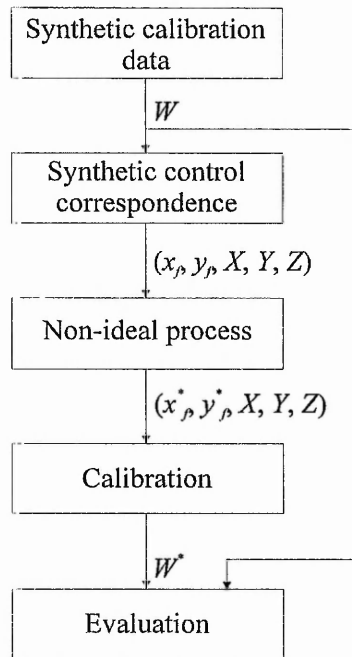 Synthetic calibration
data
W
Synthetic control
correspondence
(x_f, y_f, X, Y, Z)
Non-ideal process
(x*_f, y*_f, X, Y, Z)
Calibration
W*
Evaluation